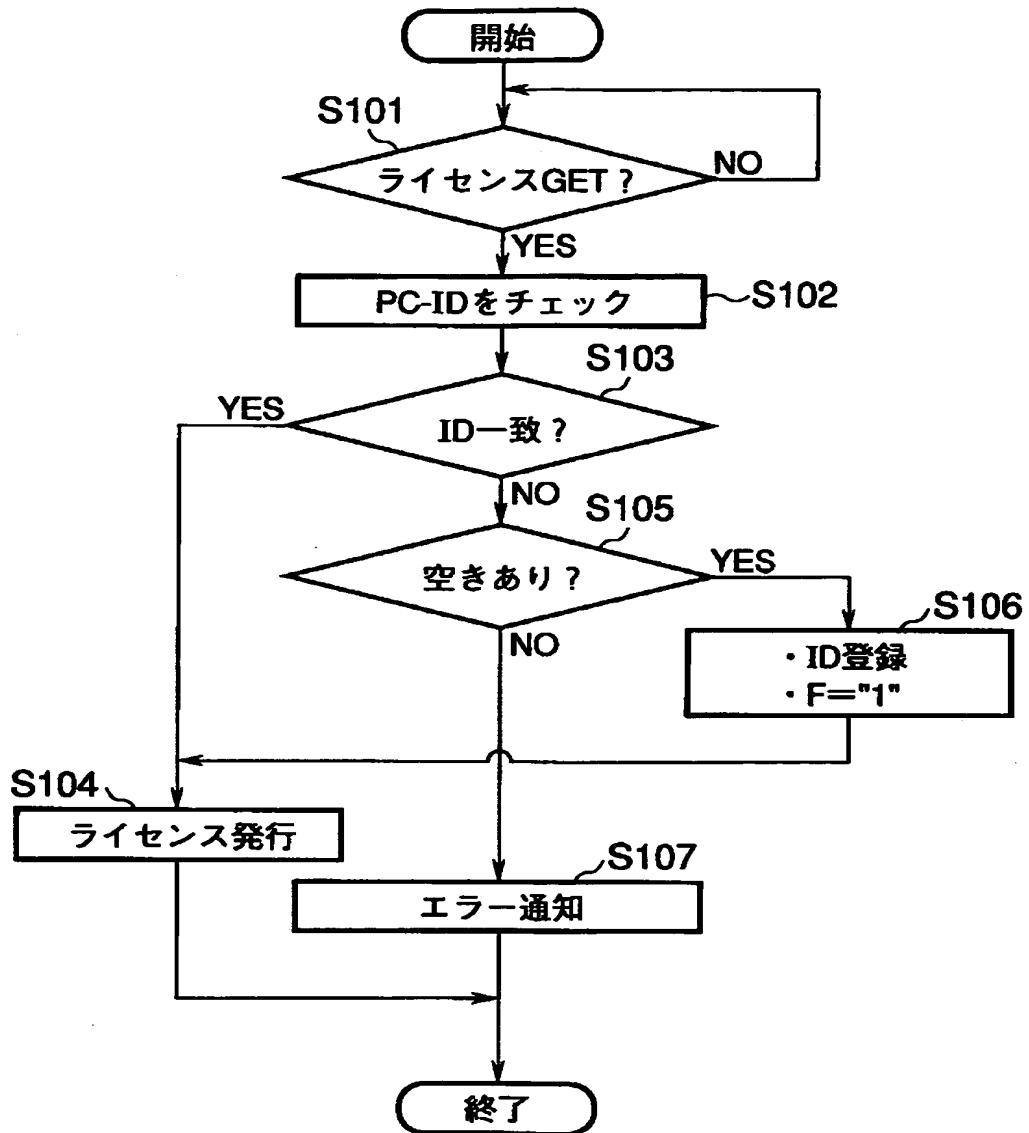 開始
S101
ライセンスGET?
NO
YES
PC-IDをチェック
S102
S103
YES
ID一致?
NO
S105
空きあり?
YES
NO
S106
・ID登録
・F="1"
S104
ライセンス発行
S107
エラー通知
終了